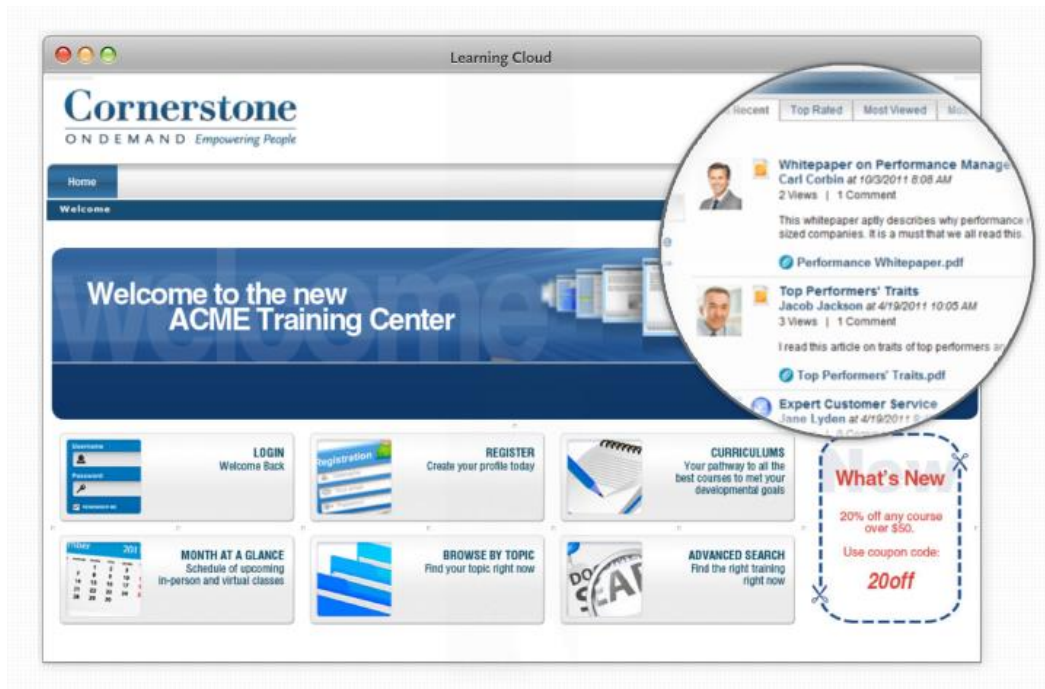 Learning Cloud
Cornerstone
ONDEMAND Empowering People
Home
Welcome
Welcome to the new
ACME Training Center
welcome
Recent
Top Rated
Most Viewed
Whitepaper on Performance Manage
Carl Corbin at 10/3/2011 8:08 AM
2 Views | 1 Comment
This whitepaper aptly describes why performance
sized companies. It is a must that we all read this.
Performance Whitepaper.pdf
Top Performers' Traits
Jacob Jackson at 4/19/2011 10:05 AM
3 Views | 1 Comment
I read this article on traits of top performers
Top Performers' Traits.pdf
Expert Customer Service
Jane Lyden at 4/19/2011
Username
Password
REMEMBER ME
LOGIN
Welcome Back
Registration
REGISTER
Create your profile today
CURRICULUMS
Your pathway to all the
best courses to met your
developmental goals
MONTH AT A GLANCE
Schedule of upcoming
in-person and virtual classes
BROWSE BY TOPIC
Find your topic right now
ADVANCED SEARCH
Find the right training
right now
New
What's New
20% off any course
over $50.
Use coupon code:
20off